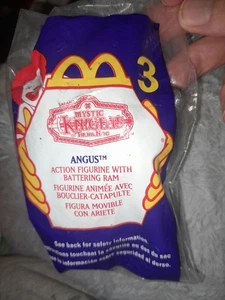 3
MYSTIC
KNIGHTS
ANGUS™
ACTION FIGURINE WITH
BATTERING RAM
FIGURINE ANIMÉE AVEC
BOUCLIER-CATAPULTE
FIGURA MOVIBLE
CON ARIETE
See back for safety information.